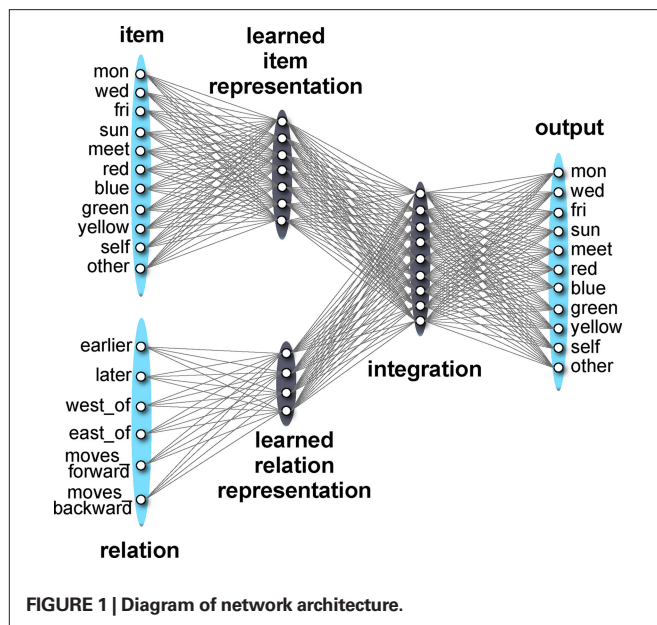 item
mon
wed
fri
sun
meet
red
blue
green
yellow
self
other
learned
item
representation
output
mon
wed
fri
sun
meet
red
blue
green
yellow
self
other
integration
earlier
later
west_of
east_of
moves_
forward
moves_
backward
relation
learned
relation
representation
FIGURE 1 | Diagram of network architecture.